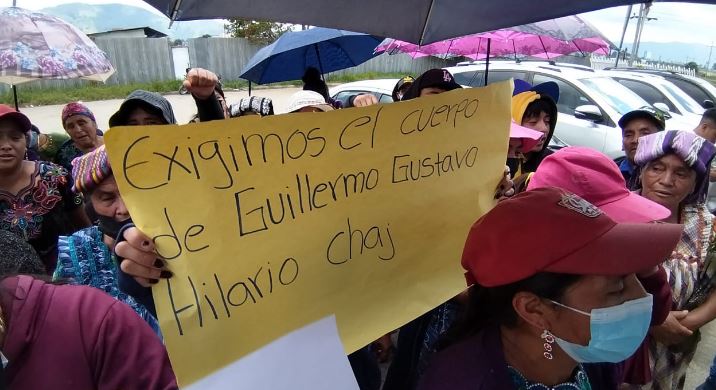 Exigimos el cuerpo
de Guillermo Gustavo
Hilario chaj